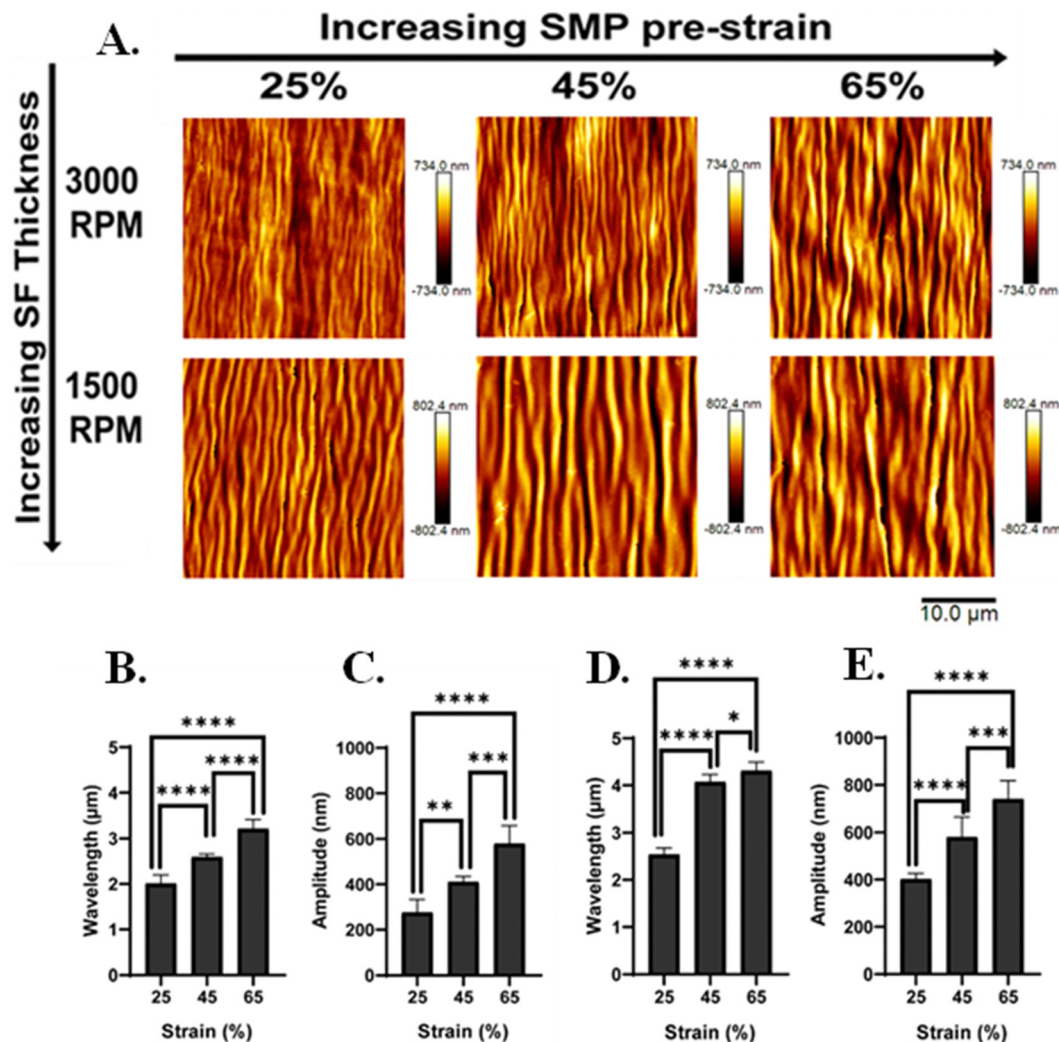 A.
Increasing SMP pre-strain
25% 45% 65%
Increasing SF Thickness
3000
RPM
734.0 nm
-734.0 nm
734.0 nm
-734.0 nm
734.0 nm
-734.0 nm
1500
RPM
802.4 nm
-802.4 nm
802.4 nm
-802.4 nm
802.4 nm
-802.4 nm
10.0 µm
B.
****
**** ****
Wavelength (µm)
5
4
3
2
1
0
25 45 65
Strain (%)
C.
****
***
**
Amplitude (nm)
1000
800
600
400
200
0
25 45 65
Strain (%)
D.
****
**** *
Wavelength (µm)
5
4
3
2
1
0
25 45 65
Strain (%)
E.
****
***
****
Amplitude (nm)
1000
800
600
400
200
0
25 45 65
Strain (%)